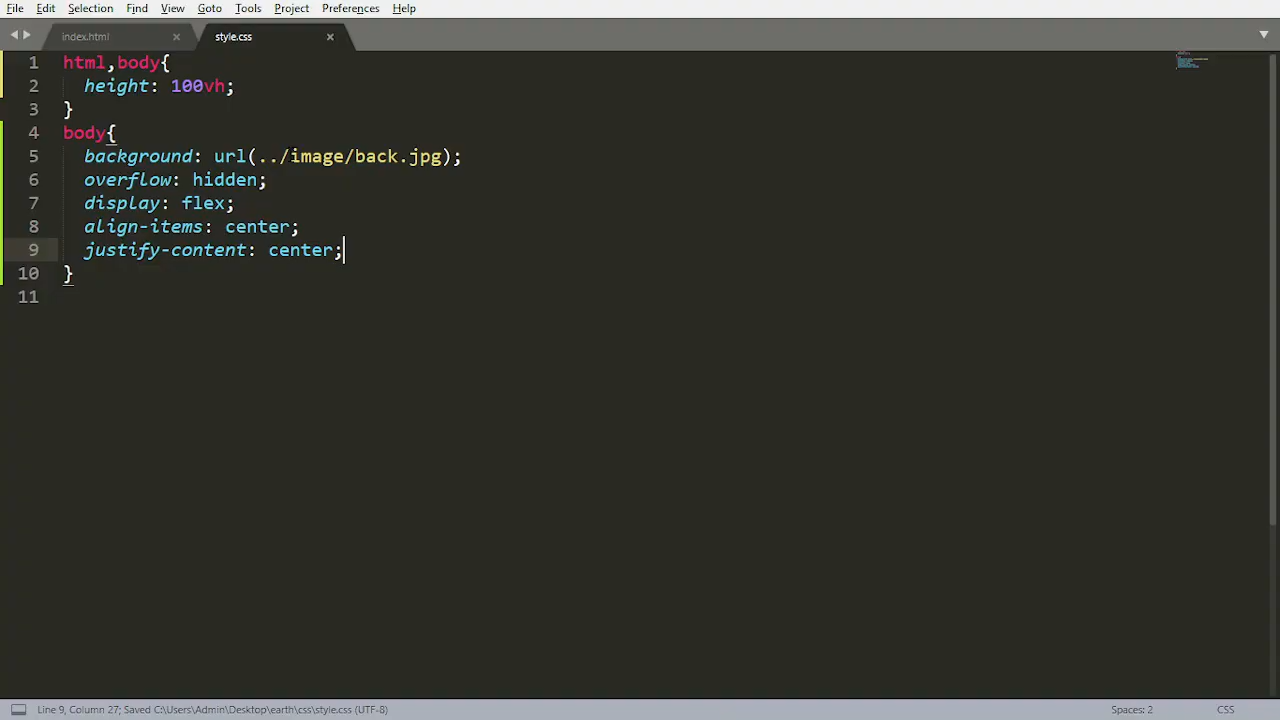 File Edit Selection Find View Goto Tools Project Preferences Help
index.html × style.css ×
1 html,body{
2 height: 100vh;
3 }
4 body{
5 background: url(../image/back.jpg);
6 overflow: hidden;
7 display: flex;
8 align-items: center;
9 justify-content: center;
10 }
11
Line 9, Column 27; Saved C:\Users\Admin\Desktop\earth\css\style.css (UTF-8) Spaces: 2 CSS